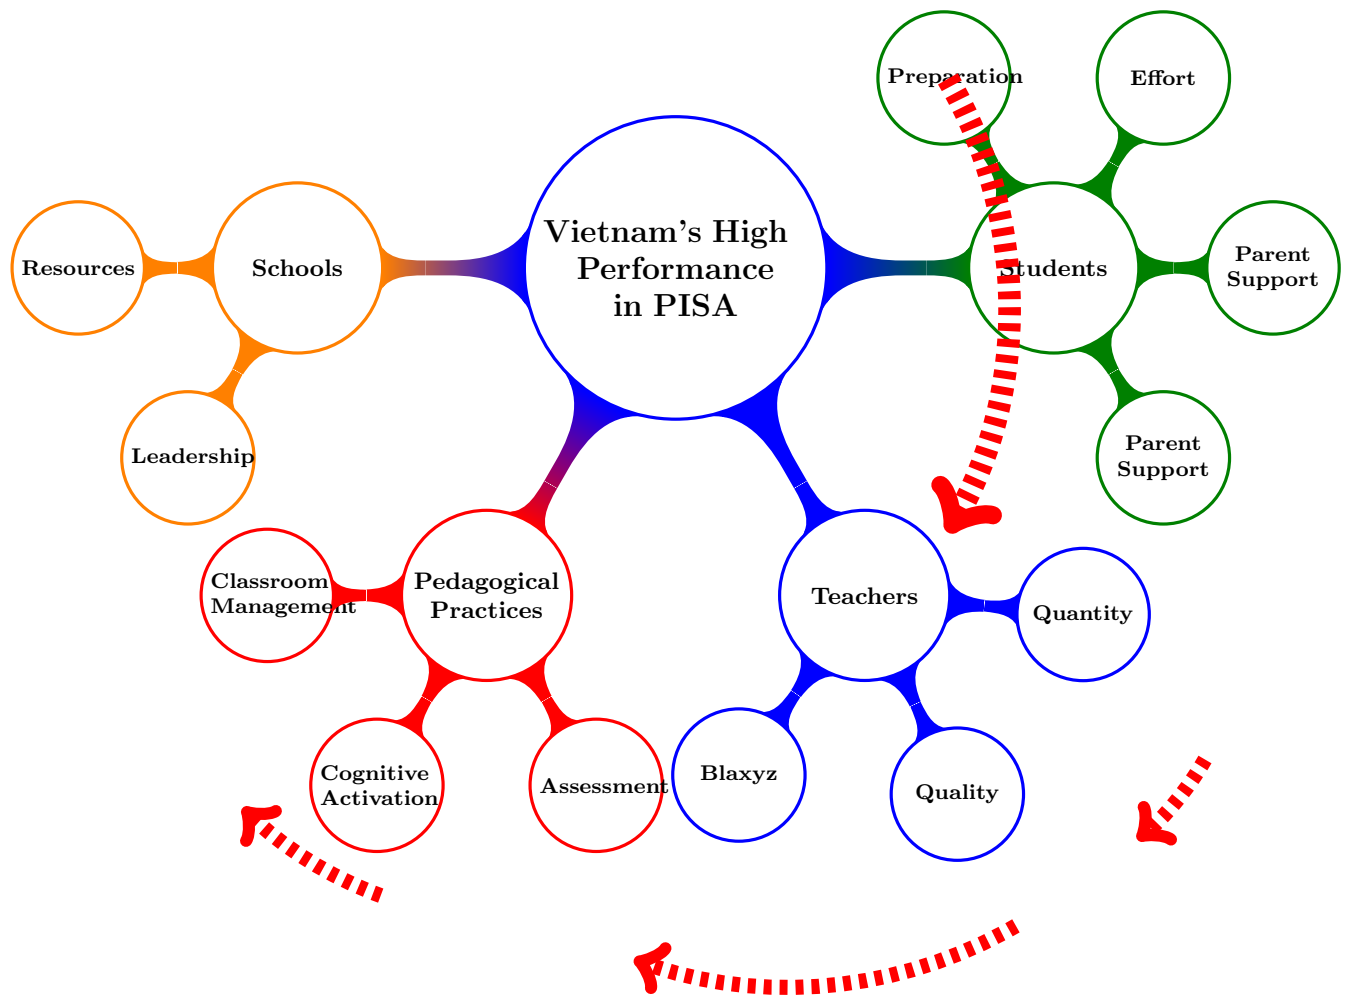 Preparation
Effort
Vietnam's High
Performance
in PISA
Resources
Schools
Students
Parent
Support
Leadership
Parent
Support
Classroom
Management
Pedagogical
Practices
Teachers
Quantity
Cognitive
Activation
Assessment
Blaxyz
Quality